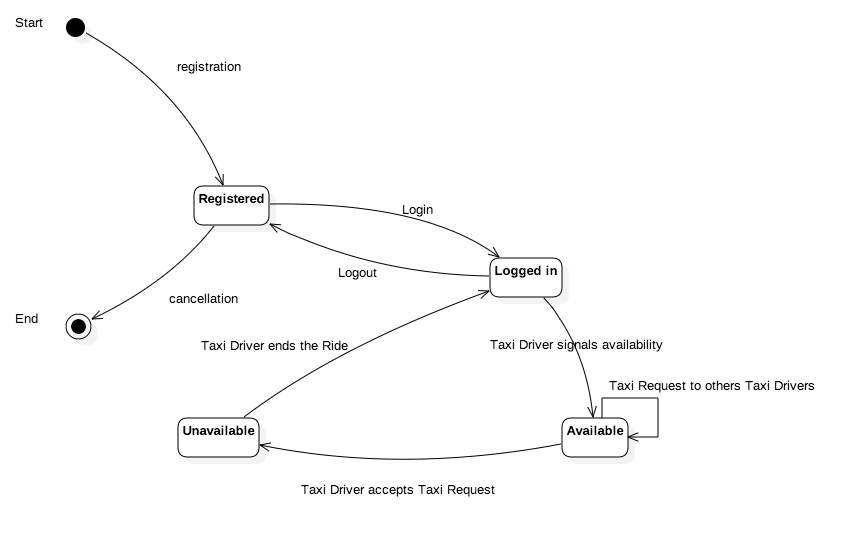 Start
registration
Registered
Login
Logged in
Logout
cancellation
End
Taxi Driver ends the Ride
Taxi Driver signals availability
Taxi Request to others Taxi Drivers
Unavailable
Available
Taxi Driver accepts Taxi Request